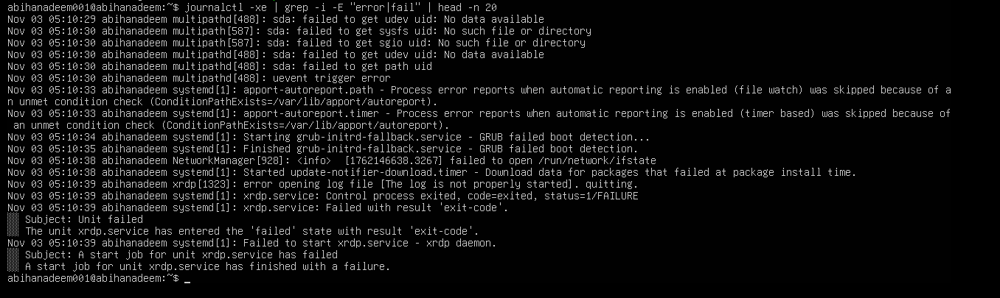 abihanadeem001@abihanadeem:~$ journalctl -xe | grep -i -E "error|fail" | head -n 20
Nov 03 05:10:29 abihanadeem multipathd[488]: sda: failed to get udev uid: No data available
Nov 03 05:10:30 abihanadeem multipath[587]: sda: failed to get sysfs uid: No such file or directory
Nov 03 05:10:30 abihanadeem multipath[587]: sda: failed to get sgio uid: No such file or directory
Nov 03 05:10:30 abihanadeem multipathd[488]: sda: failed to get udev uid: No data available
Nov 03 05:10:30 abihanadeem multipathd[488]: sda: failed to get path uid
Nov 03 05:10:30 abihanadeem multipathd[488]: uevent trigger error
Nov 03 05:10:33 abihanadeem systemd[1]: apport-autoreport.path - Process error reports when automatic reporting is enabled (file watch) was skipped because of a
n unmet condition check (ConditionPathExists=/var/lib/apport/autoreport).
Nov 03 05:10:33 abihanadeem systemd[1]: apport-autoreport.timer - Process error reports when automatic reporting is enabled (timer based) was skipped because of
 an unmet condition check (ConditionPathExists=/var/lib/apport/autoreport).
Nov 03 05:10:34 abihanadeem systemd[1]: Starting grub-initrd-fallback.service - GRUB failed boot detection...
Nov 03 05:10:35 abihanadeem systemd[1]: Finished grub-initrd-fallback.service - GRUB failed boot detection.
Nov 03 05:10:38 abihanadeem NetworkManager[928]: <info>  [1762146638.3267] failed to open /run/network/ifstate
Nov 03 05:10:38 abihanadeem systemd[1]: Started update-notifier-download.timer - Download data for packages that failed at package install time.
Nov 03 05:10:39 abihanadeem xrdp[1323]: error opening log file [The log is not properly started]. quitting.
Nov 03 05:10:39 abihanadeem systemd[1]: xrdp.service: Control process exited, code=exited, status=1/FAILURE
Nov 03 05:10:39 abihanadeem systemd[1]: xrdp.service: Failed with result 'exit-code'.
░░ Subject: Unit failed
░░ The unit xrdp.service has entered the 'failed' state with result 'exit-code'.
Nov 03 05:10:39 abihanadeem systemd[1]: Failed to start xrdp.service - xrdp daemon.
░░ Subject: A start job for unit xrdp.service has failed
░░ A start job for unit xrdp.service has finished with a failure.
abihanadeem001@abihanadeem:~$ _